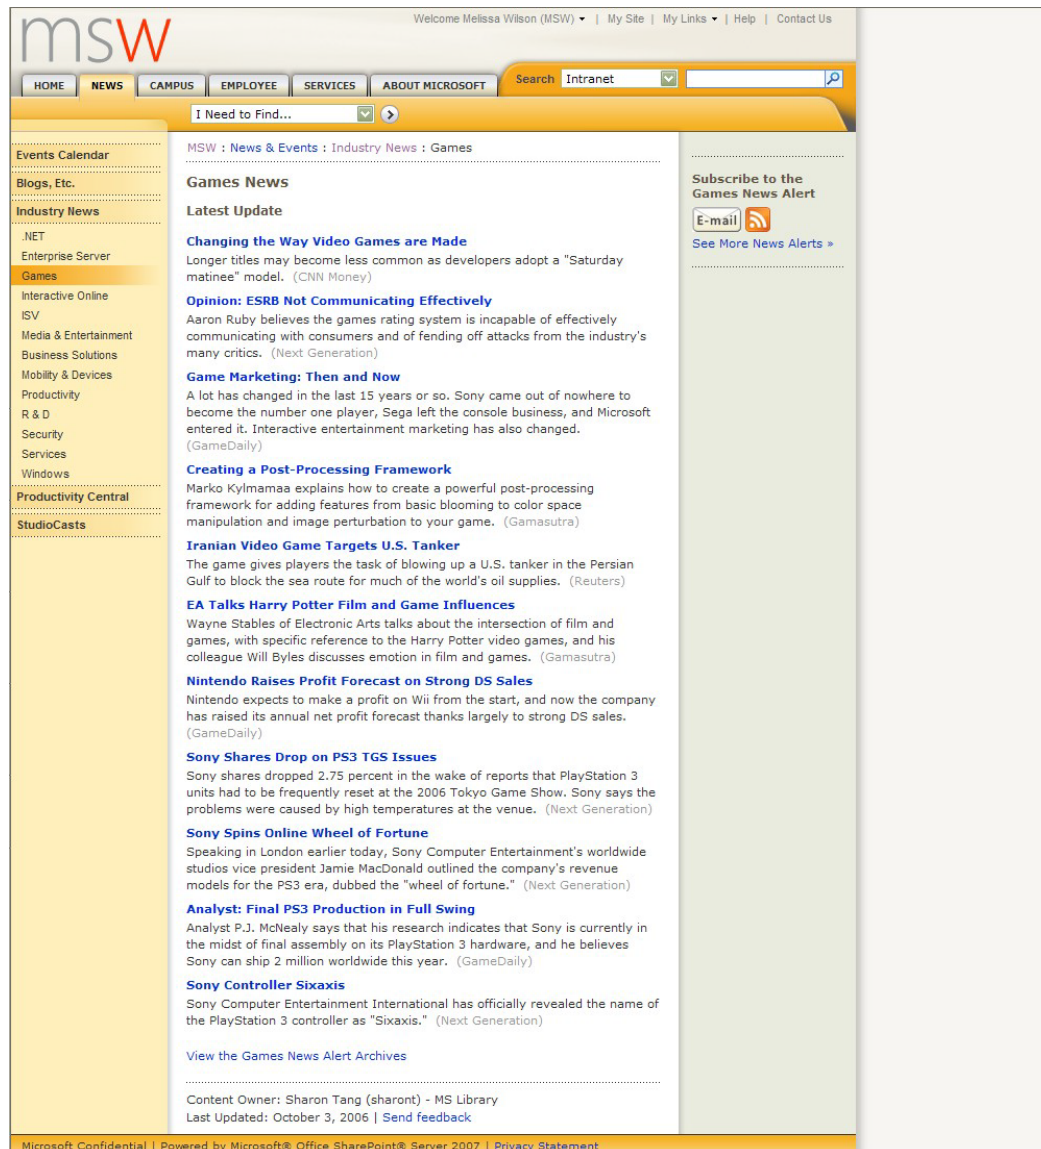 msw
Welcome Melissa Wilson (MSW) | My Site | My Links | Help | Contact Us
HOME NEWS CAMPUS EMPLOYEE SERVICES ABOUT MICROSOFT Search Intranet
I Need to Find...
Events Calendar
Blogs, Etc.
Industry News
.NET
Enterprise Server
Games
Interactive Online
ISV
Media & Entertainment
Business Solutions
Mobility & Devices
Productivity
R & D
Security
Services
Windows
Productivity Central
StudioCasts
MSW : News & Events : Industry News : Games
Games News
Latest Update
Changing the Way Video Games are Made
Longer titles may become less common as developers adopt a "Saturday
matinee" model. (CNN Money)
Opinion: ESRB Not Communicating Effectively
Aaron Ruby believes the games rating system is incapable of effectively
communicating with consumers and of fending off attacks from the industry's
many critics. (Next Generation)
Game Marketing: Then and Now
A lot has changed in the last 15 years or so. Sony came out of nowhere to
become the number one player, Sega left the console business, and Microsoft
entered it. Interactive entertainment marketing has also changed.
(GameDaily)
Creating a Post-Processing Framework
Marko Kylmamaa explains how to create a powerful post-processing
framework for adding features from basic blooming to color space
manipulation and image perturbation to your game. (Gamasutra)
Iranian Video Game Targets U.S. Tanker
The game gives players the task of blowing up a U.S. tanker in the Persian
Gulf to block the sea route for much of the world's oil supplies. (Reuters)
EA Talks Harry Potter Film and Game Influences
Wayne Stables of Electronic Arts talks about the intersection of film and
games, with specific reference to the Harry Potter video games, and his
colleague Will Byles discusses emotion in film and games. (Gamasutra)
Nintendo Raises Profit Forecast on Strong DS Sales
Nintendo expects to make a profit on Wii from the start, and now the company
has raised its annual net profit forecast thanks largely to strong DS sales.
(GameDaily)
Sony Shares Drop on PS3 TGS Issues
Sony shares dropped 2.75 percent in the wake of reports that PlayStation 3
units had to be frequently reset at the 2006 Tokyo Game Show. Sony says the
problems were caused by high temperatures at the venue. (Next Generation)
Sony Spins Online Wheel of Fortune
Speaking in London earlier today, Sony Computer Entertainment's worldwide
studios vice president Jamie MacDonald outlined the company's revenue
models for the PS3 era, dubbed the "wheel of fortune." (Next Generation)
Analyst: Final PS3 Production in Full Swing
Analyst P.J. McNealy says that his research indicates that Sony is currently in
the midst of final assembly on its PlayStation 3 hardware, and he believes
Sony can ship 2 million worldwide this year. (GameDaily)
Sony Controller Sixaxis
Sony Computer Entertainment International has officially revealed the name of
the PlayStation 3 controller as "Sixaxis." (Next Generation)
View the Games News Alert Archives
Content Owner: Sharon Tang (sharont) - MS Library
Last Updated: October 3, 2006 | Send feedback
Subscribe to the
Games News Alert
E-mail
See More News Alerts »
Microsoft Confidential | Powered by Microsoft® Office SharePoint® Server 2007 | Privacy Statement